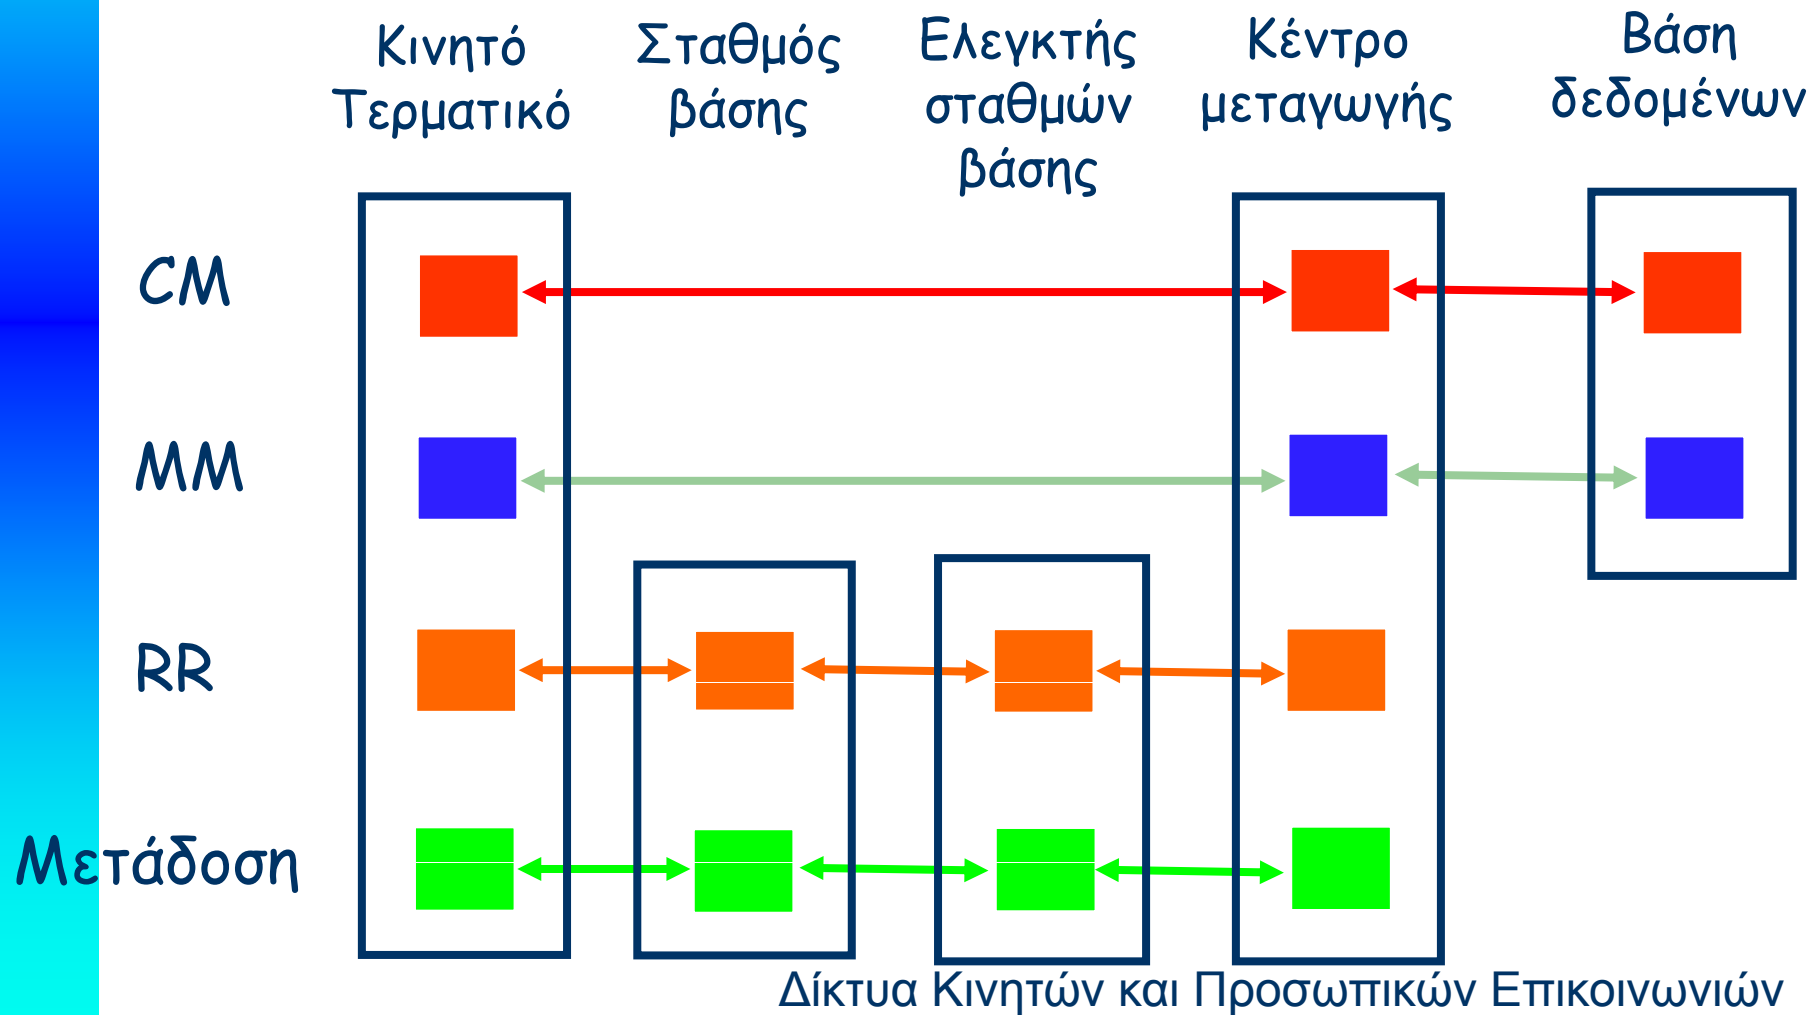 Κινητό
Τερματικό
Σταθμός
βάσης
Ελεγκτής
σταθμών
βάσης
Κέντρο
μεταγωγής
Βάση
δεδομένων
CM
MM
RR
Μετάδοση
Δίκτυα Κινητών και Προσωπικών Επικοινωνιών